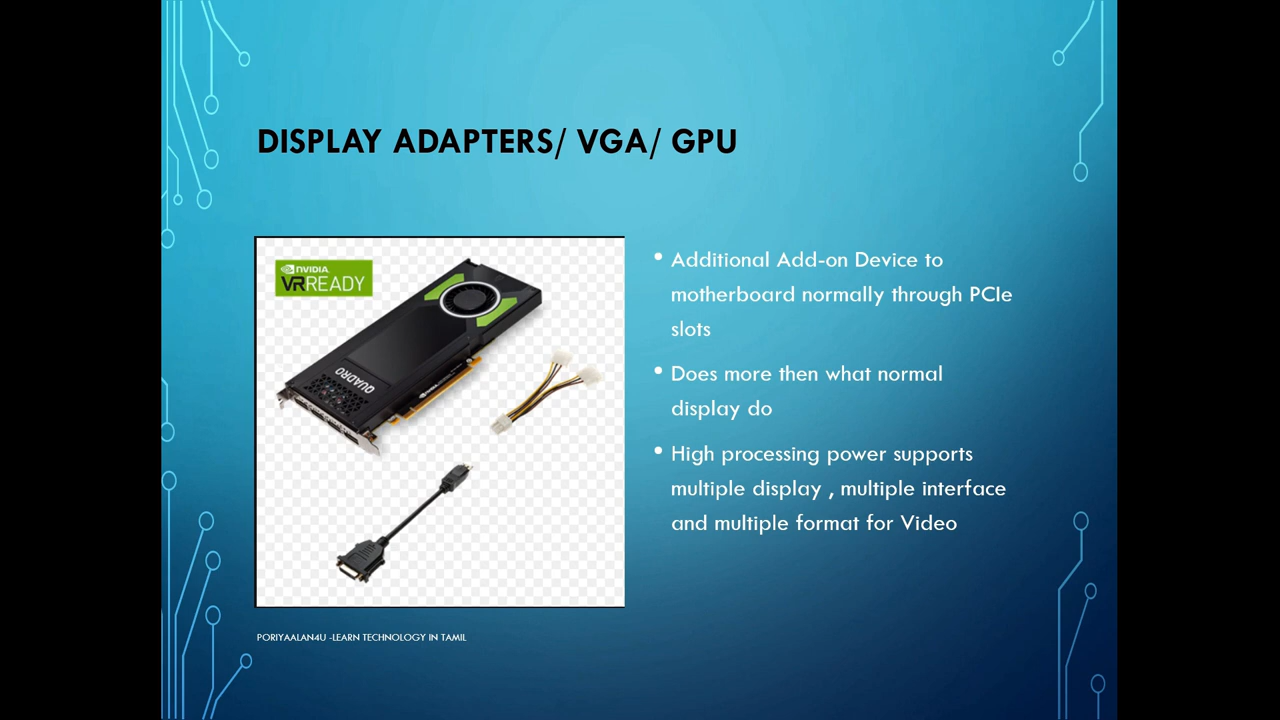 DISPLAY ADAPTERS/ VGA/ GPU
NVIDIA
VR READY
QUADRO
NVIDIA
Additional Add-on Device to
motherboard normally through PCIe
slots
Does more then what normal
display do
High processing power supports
multiple display , multiple interface
and multiple format for Video
PORIYAALAN4U -LEARN TECHNOLOGY IN TAMIL